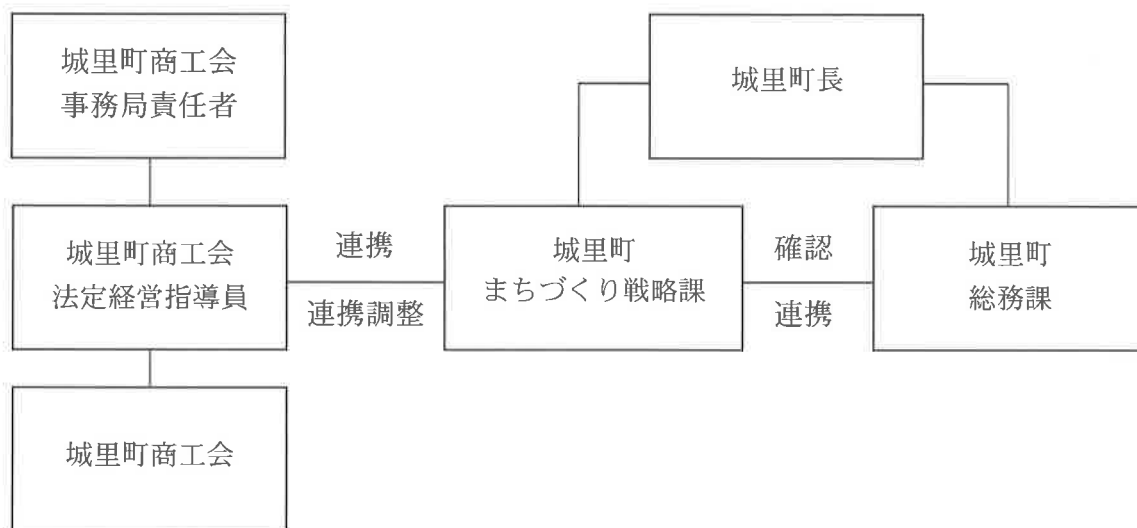 城里町商工会
事務局責任者
城里町長
城里町商工会
法定経営指導員
連携
連携調整
城里町
まちづくり戦略課
確認
連携
城里町
総務課
城里町商工会